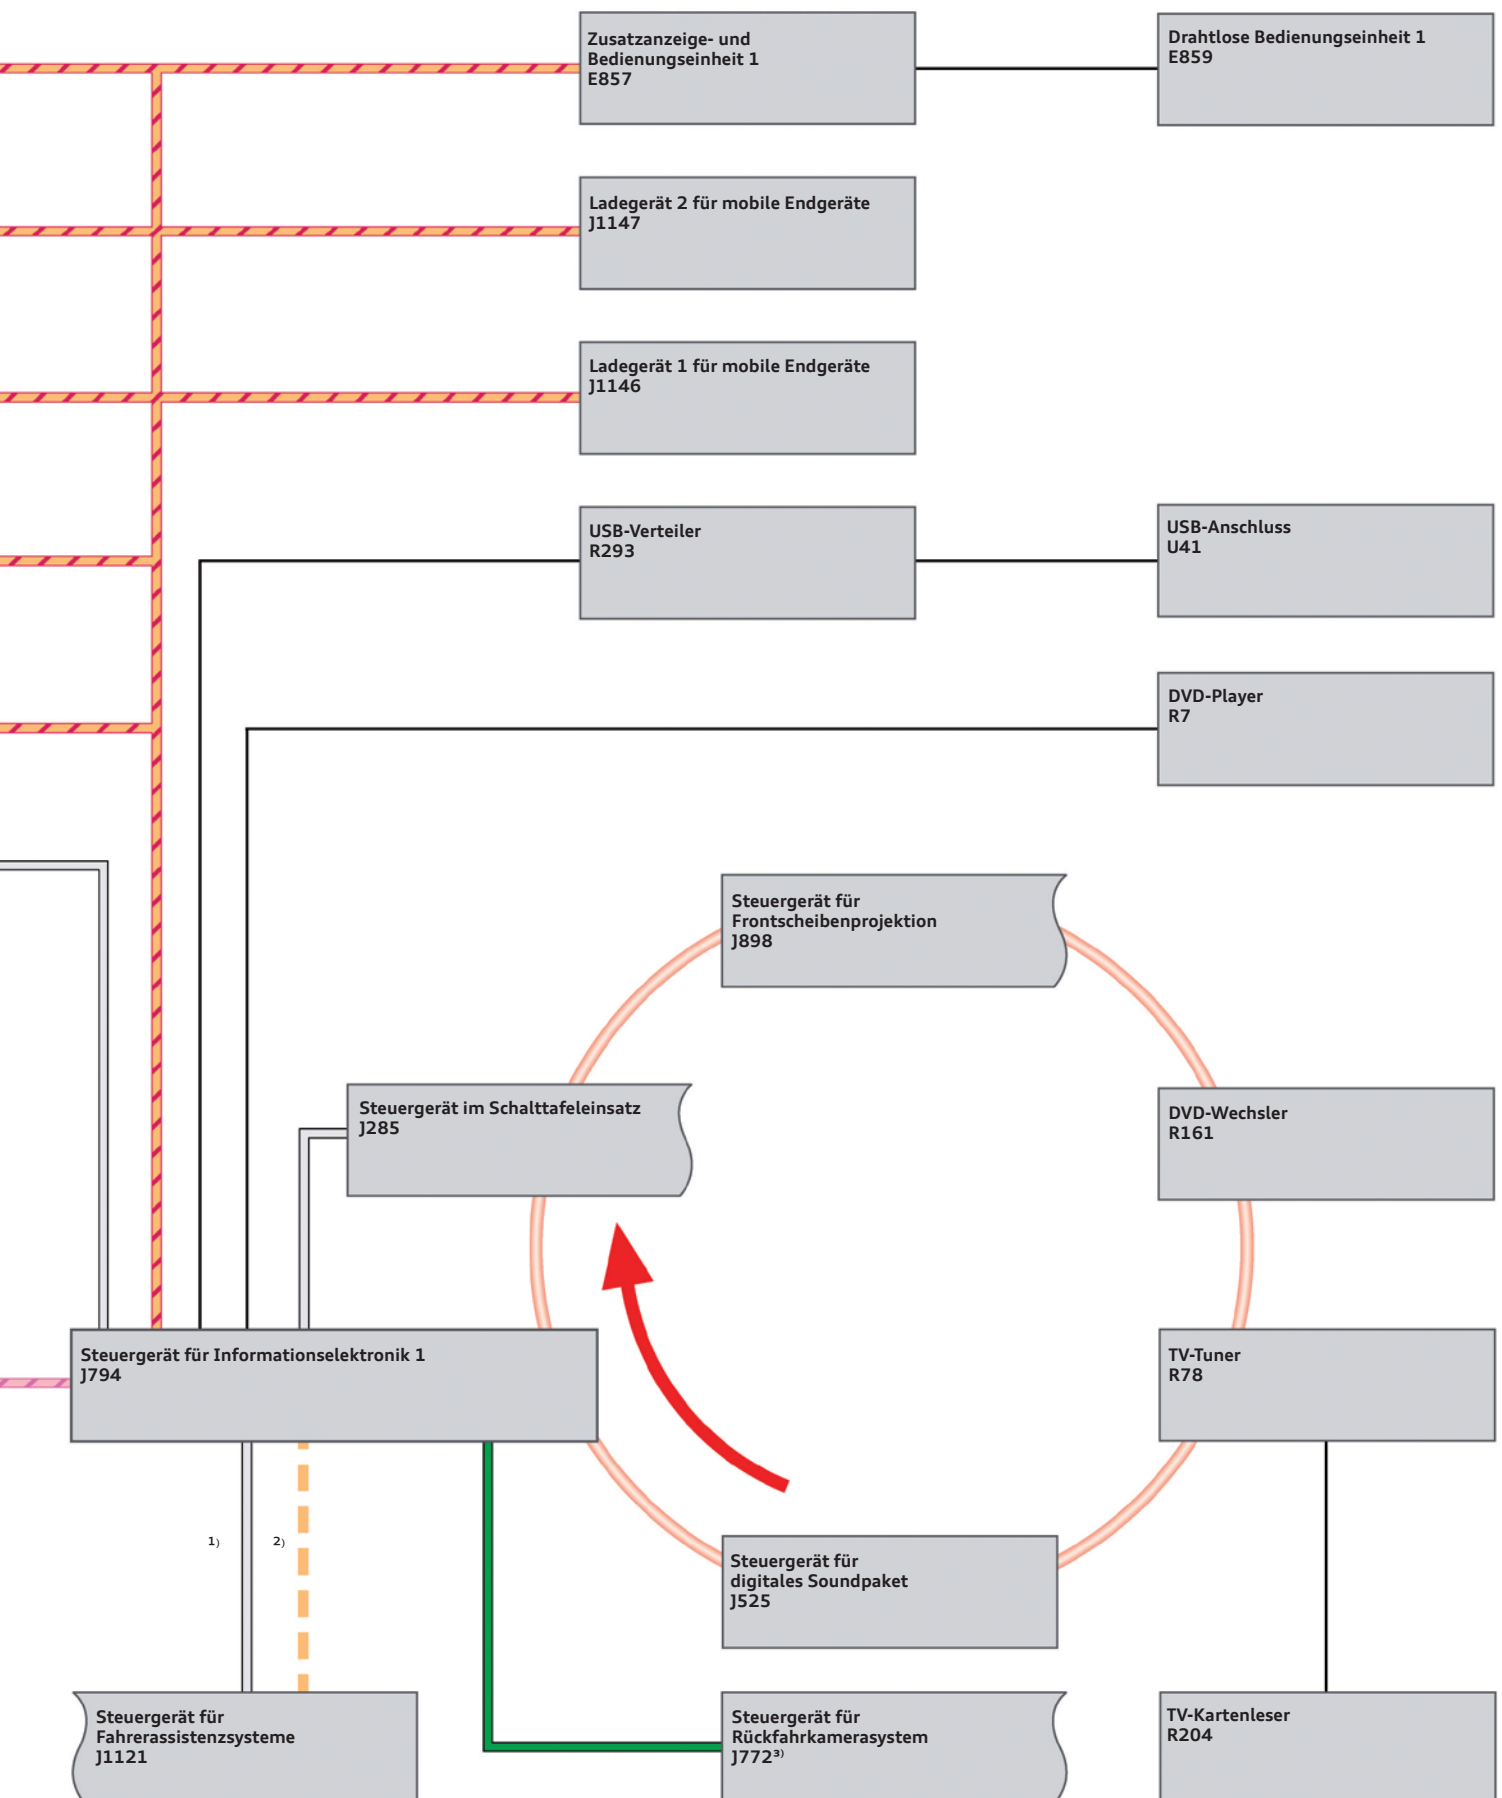 Zusatzanzeige- und
Bedienungseinheit 1
E857
Drahtlose Bedienungseinheit 1
E859
Ladegerät 2 für mobile Endgeräte
J1147
Ladegerät 1 für mobile Endgeräte
J1146
USB-Verteiler
R293
USB-Anschluss
U41
DVD-Player
R7
Steuergerät für
Frontscheibenprojektion
J898
Steuergerät im Schalttafeleinsatz
J285
DVD-Wechsler
R161
Steuergerät für Informationselektronik 1
J794
TV-Tuner
R78
1)
2)
Steuergerät für
digitales Soundpaket
J525
Steuergerät für
Fahrerassistenzsysteme
J1121
Steuergerät für
Rückfahrkamerasystem
J772³⁾
TV-Kartenleser
R204